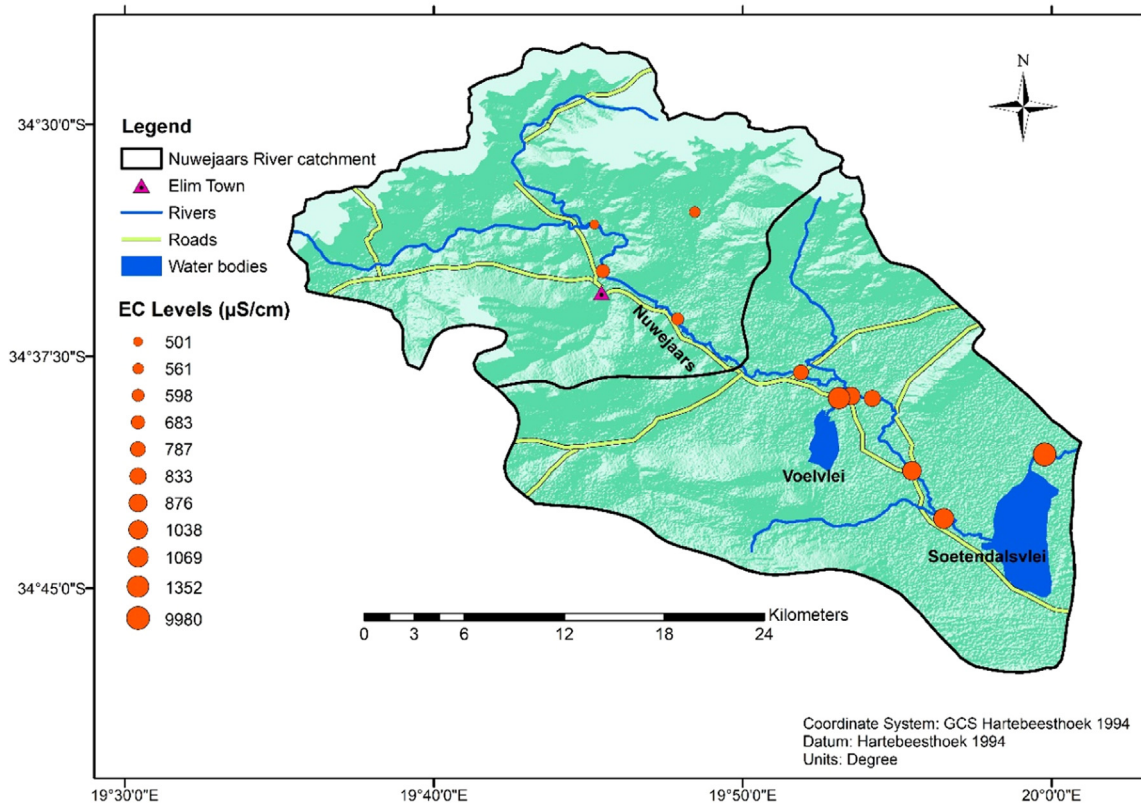 N
34°30'0"S
34°37'30"S
34°45'0"S
Legend
Nuwejaars River catchment
Elim Town
Rivers
Roads
Water bodies
EC Levels (µS/cm)
501
561
598
683
787
833
876
1038
1069
1352
9980
Nuwejaars
Voelvlei
Soetendalsvlei
Kilometers
0 3 6 12 18 24
Coordinate System: GCS Hartebeesthoek 1994
Datum: Hartebeesthoek 1994
Units: Degree
19°30'0"E 19°40'0"E 19°50'0"E 20°0'0"E